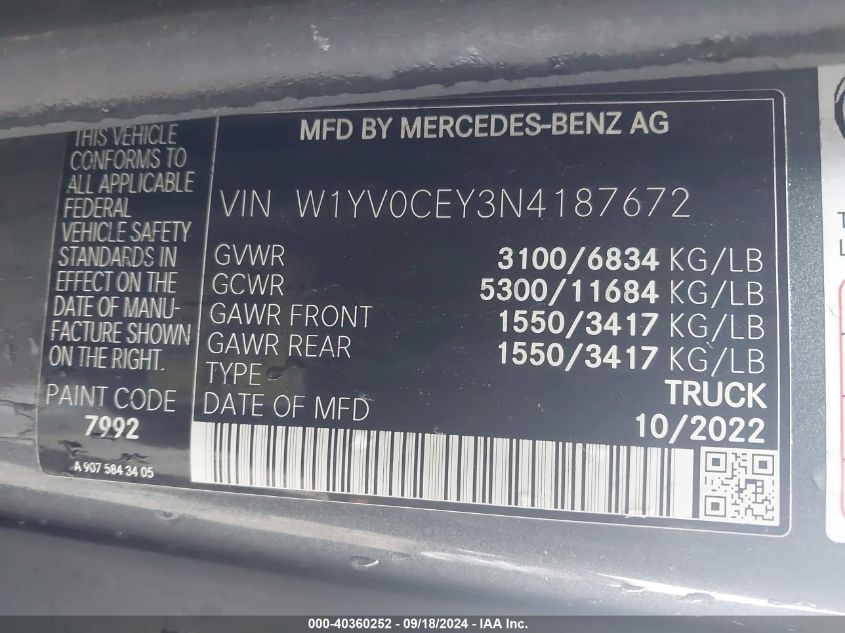 THIS VEHICLE
CONFORMS TO
ALL APPLICABLE
FEDERAL
VEHICLE SAFETY
STANDARDS IN
EFFECT ON THE
DATE OF MANU-
FACTURE SHOWN
ON THE RIGHT.
PAINT CODE
7992
A 907 584 34 05
MFD BY MERCEDES-BENZ AG
VIN W1YV0CEY3N4187672
GVWR 3100/6834 KG/LB
GCWR 5300/11684 KG/LB
GAWR FRONT 1550/3417 KG/LB
GAWR REAR 1550/3417 KG/LB
TYPE TRUCK
DATE OF MFD 10/2022
000-40360252 - 09/18/2024 - IAA Inc.